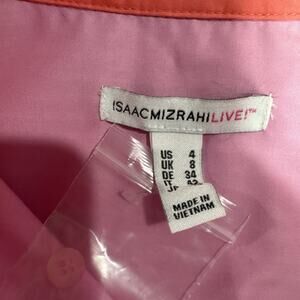 ISAACMIZRAHILIVE!™
US 4
UK 8
DE 34
MADE IN
VIETNAM